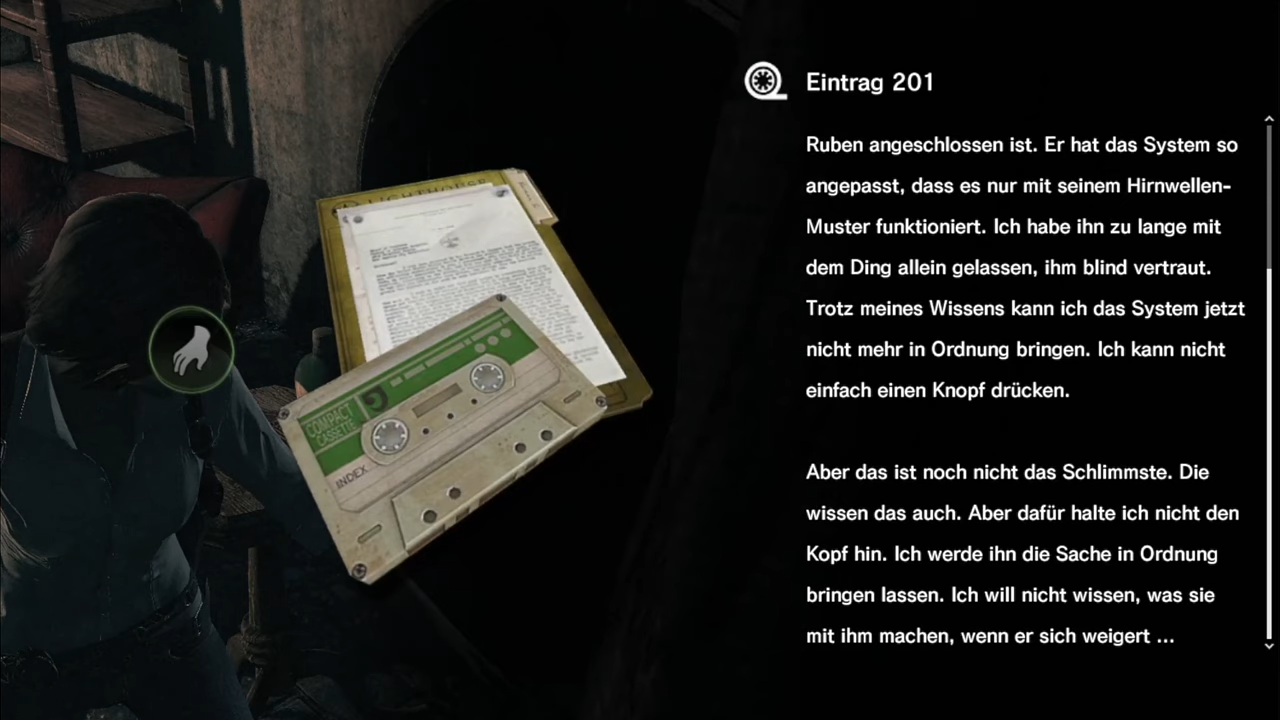 Eintrag 201
Ruben angeschlossen ist. Er hat das System so
angepasst, dass es nur mit seinem Hirnwellen-
Muster funktioniert. Ich habe ihn zu lange mit
dem Ding allein gelassen, ihm blind vertraut.
Trotz meines Wissens kann ich das System jetzt
nicht mehr in Ordnung bringen. Ich kann nicht
einfach einen Knopf drücken.
Aber das ist noch nicht das Schlimmste. Die
wissen das auch. Aber dafür halte ich nicht den
Kopf hin. Ich werde ihn die Sache in Ordnung
bringen lassen. Ich will nicht wissen, was sie
mit ihm machen, wenn er sich weigert ...
LIGHTHOUSE
COMPACT
CASSETTE
INDEX